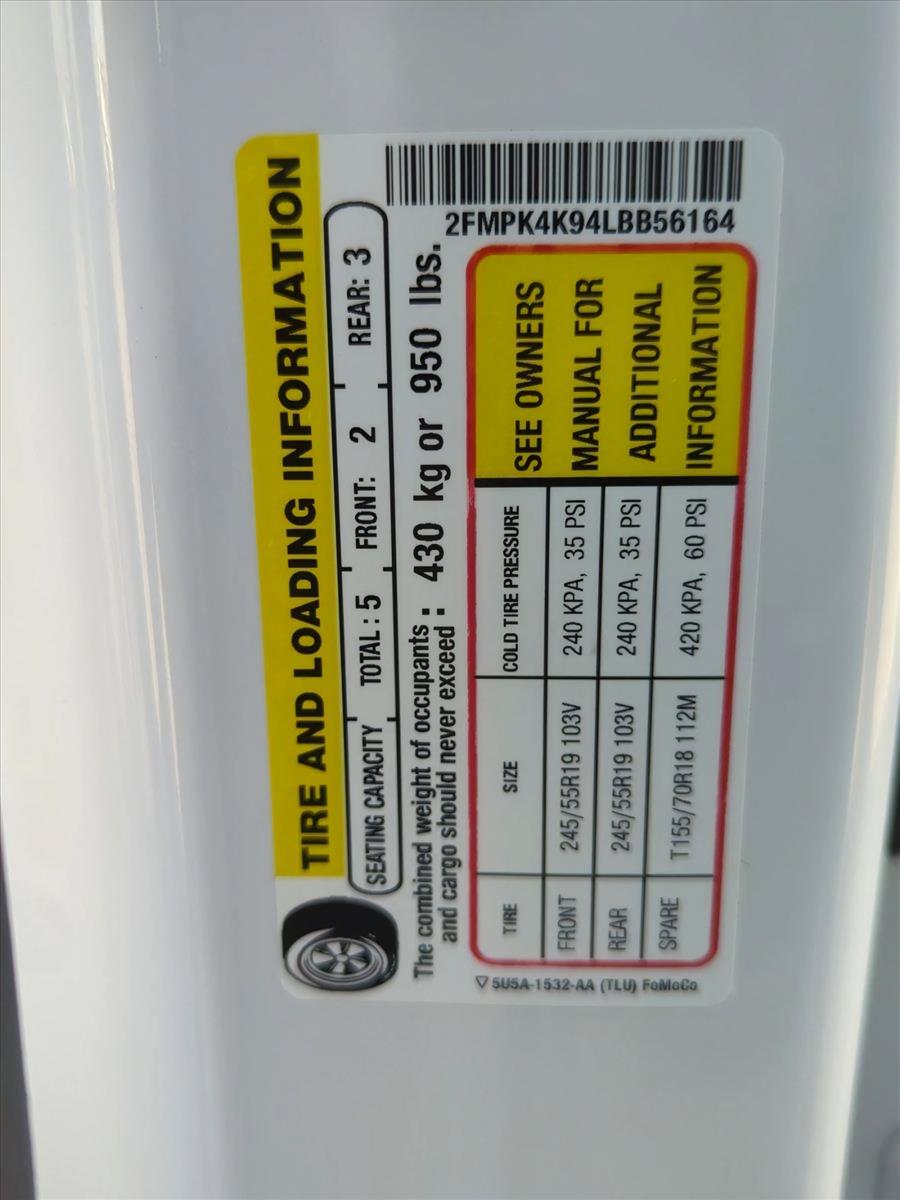 TIRE AND LOADING INFORMATION
SEATING CAPACITY TOTAL : 5 FRONT: 2 REAR: 3
The combined weight of occupants
and cargo should never exceed : 430 kg or 950 lbs.
TIRE SIZE COLD TIRE PRESSURE
FRONT 245/55R19 103V 240 KPA, 35 PSI
REAR 245/55R19 103V 240 KPA, 35 PSI
SPARE T155/70R18 112M 420 KPA, 60 PSI
SEE OWNERS
MANUAL FOR
ADDITIONAL
INFORMATION
5U5A-1532-AA (TLU) FoMoCo
2FMPK4K94LBB56164